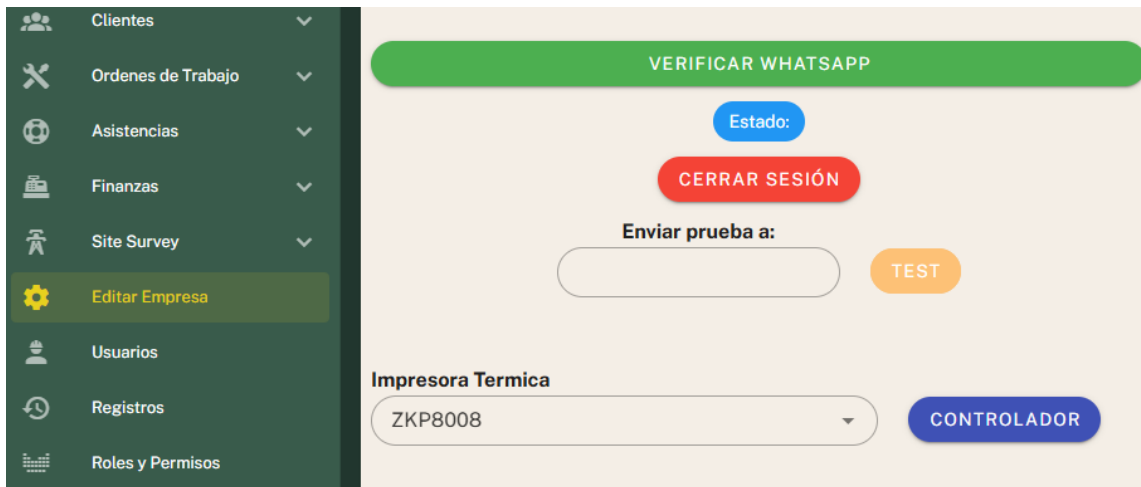 Clientes
Ordenes de Trabajo
Asistencias
Finanzas
Site Survey
Editar Empresa
Usuarios
Registros
Roles y Permisos
VERIFICAR WHATSAPP
Estado:
CERRAR SESIÓN
Enviar prueba a:
TEST
Impresora Termica
ZKP8008
CONTROLADOR